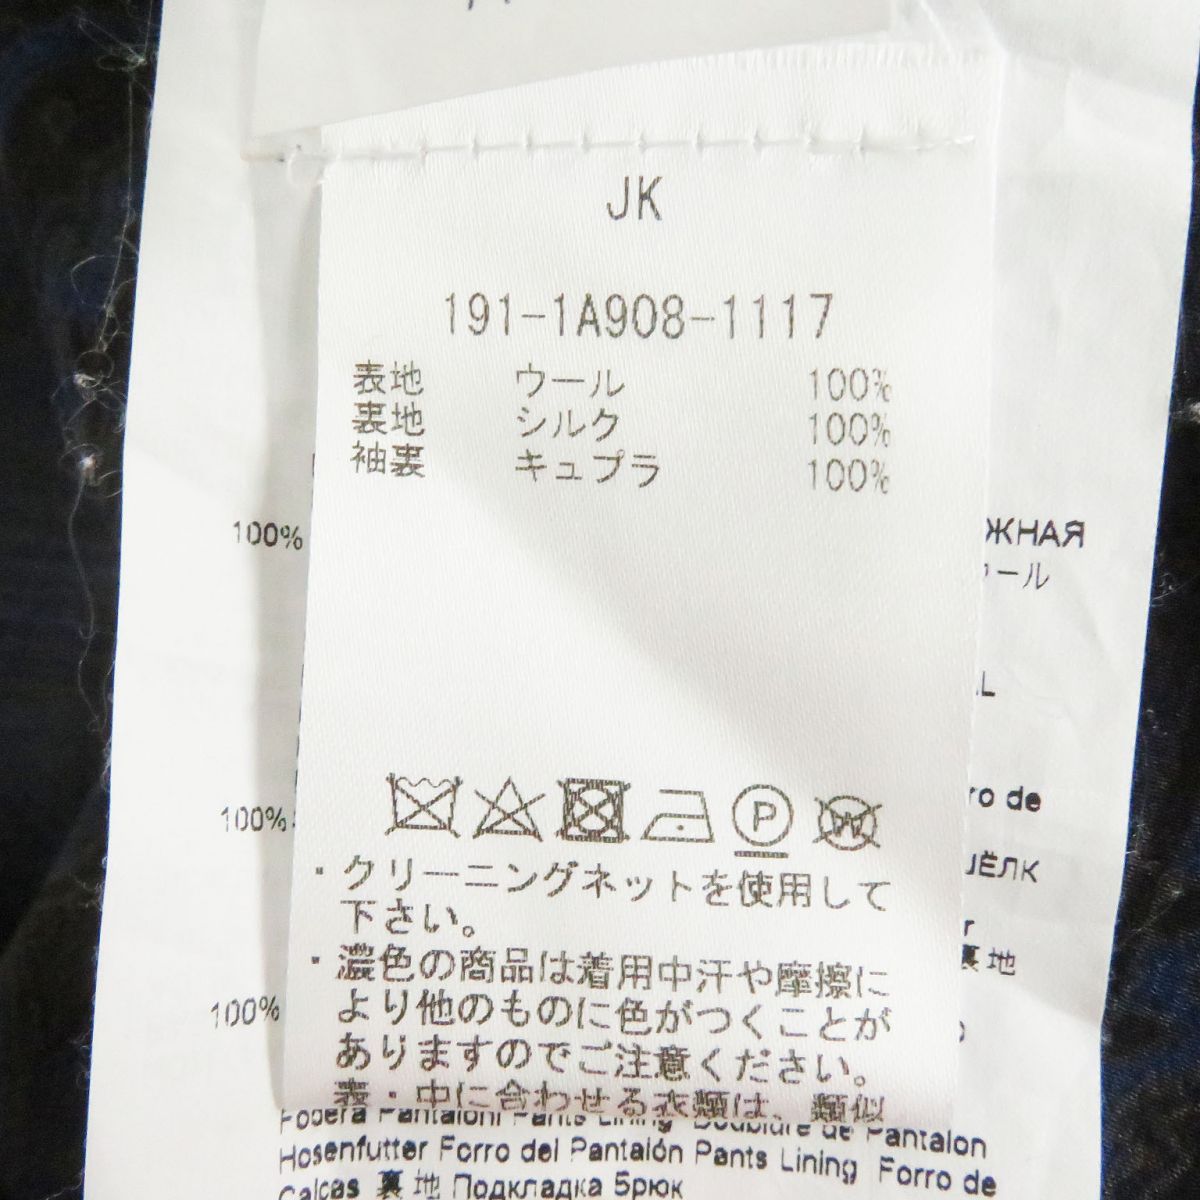 JK
191-1A908-1117
表地 ウール 100%
裏地 シルク 100%
袖裏 キュプラ 100%
100%
ЖНАЯ
ール
100%
ro de
ЁЛК
裏地
100%
P
W
・クリーニングネットを使用して
下さい。
・濃色の商品は着用中汗や摩擦に
より他のものに色がつくことが
ありますのでご注意ください。
表・中に合わせる衣類は、類似
Fodera Pantaloni Pants Lining Doublure de Pantalon
Hosenfutter Forro del Pantalón Pants Lining Forro de
Calças 裏地 Подкладка Брюк